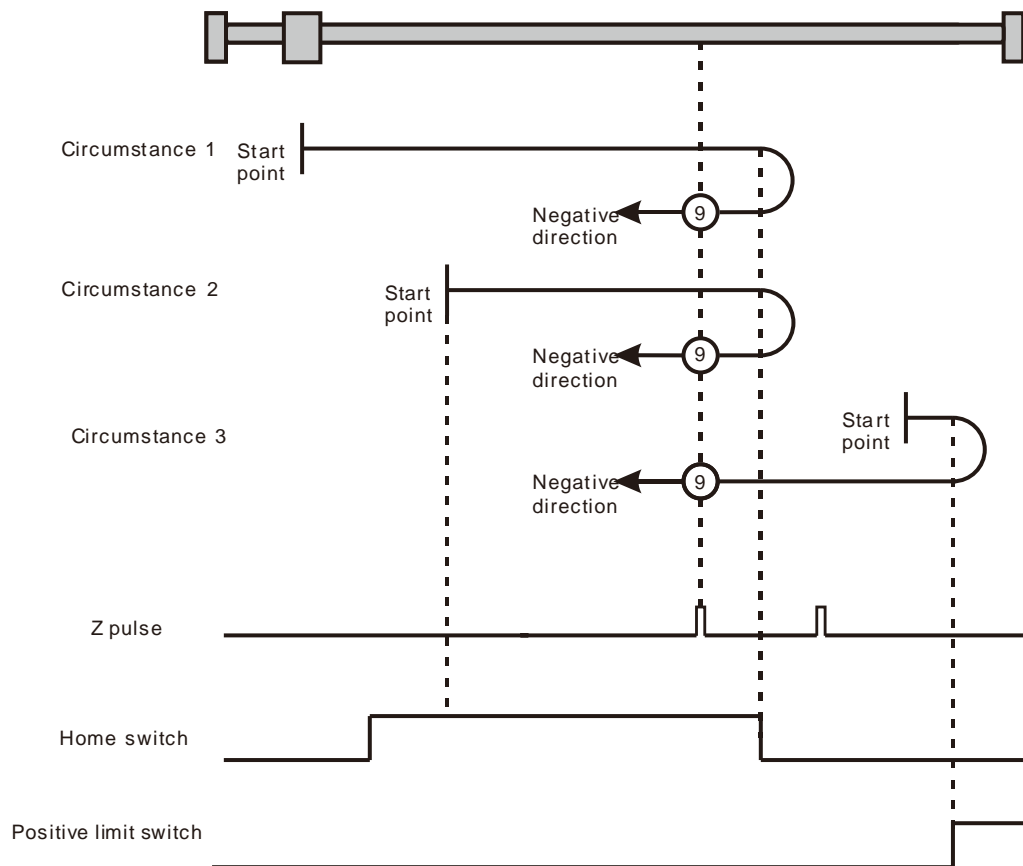 Circumstance 1
Start
point
9
Negative
direction
Circumstance 2
Start
point
9
Negative
direction
Circumstance 3
Start
point
9
Negative
direction
Z pulse
Home switch
Positive limit switch